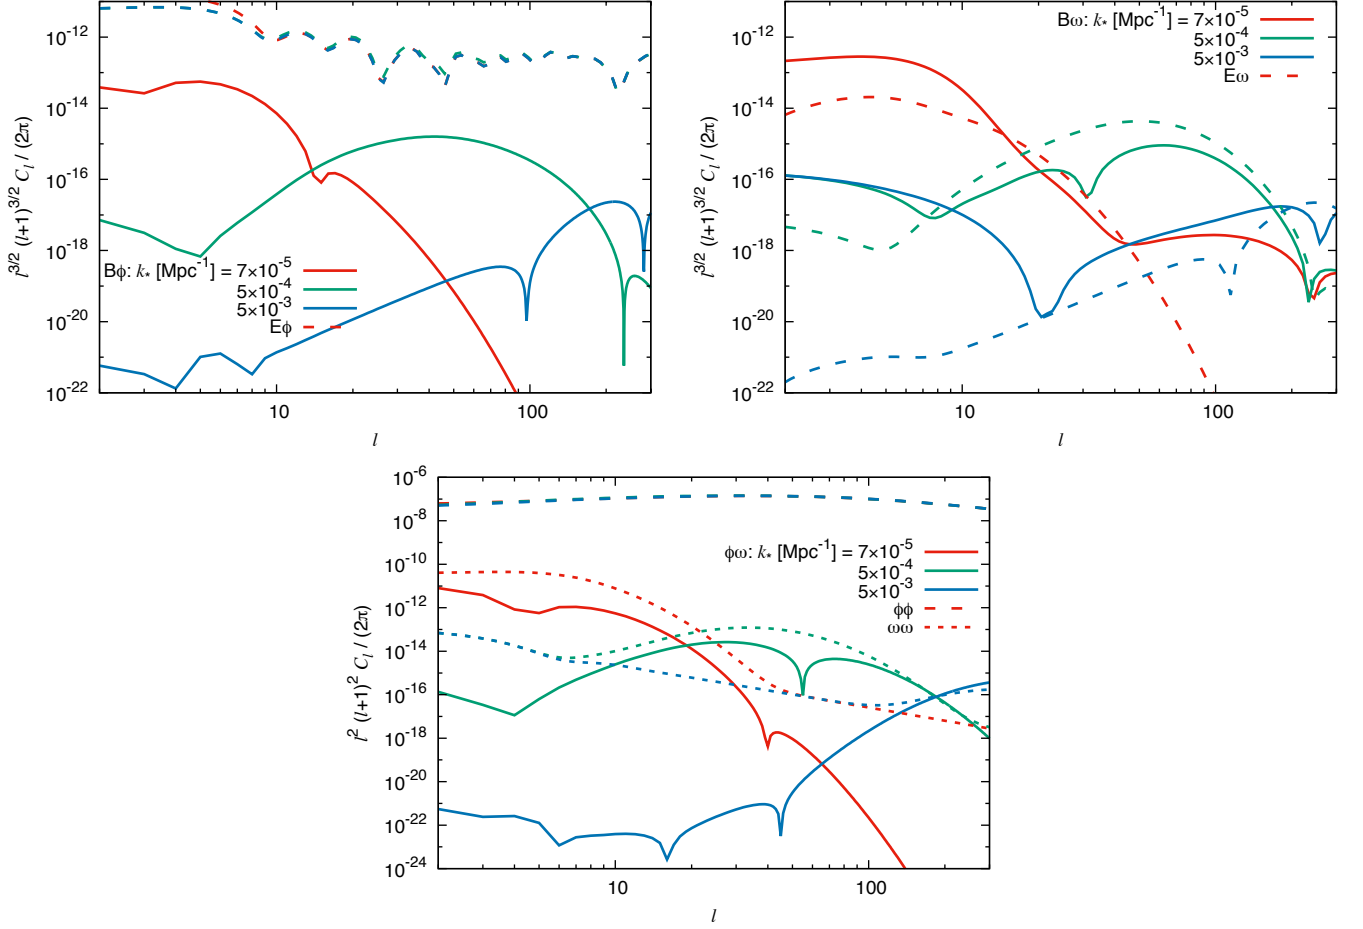 10⁻¹²
10⁻¹⁴
10⁻¹⁶
10⁻¹⁸
10⁻²⁰
10⁻²²
l^{3/2} (l+1)^{3/2} C_l / (2π)
Bϕ: k⋆ [Mpc⁻¹] = 7×10⁻⁵
5×10⁻⁴
5×10⁻³
Eϕ
10
100
l
10⁻¹²
10⁻¹⁴
10⁻¹⁶
10⁻¹⁸
10⁻²⁰
10⁻²²
l^{3/2} (l+1)^{3/2} C_l / (2π)
Bω: k⋆ [Mpc⁻¹] = 7×10⁻⁵
5×10⁻⁴
5×10⁻³
Eω
10
100
l
10⁻⁶
10⁻⁸
10⁻¹⁰
10⁻¹²
10⁻¹⁴
10⁻¹⁶
10⁻¹⁸
10⁻²⁰
10⁻²²
10⁻²⁴
l² (l+1)² C_l / (2π)
ϕω: k⋆ [Mpc⁻¹] = 7×10⁻⁵
5×10⁻⁴
5×10⁻³
ϕϕ
ωω
10
100
l